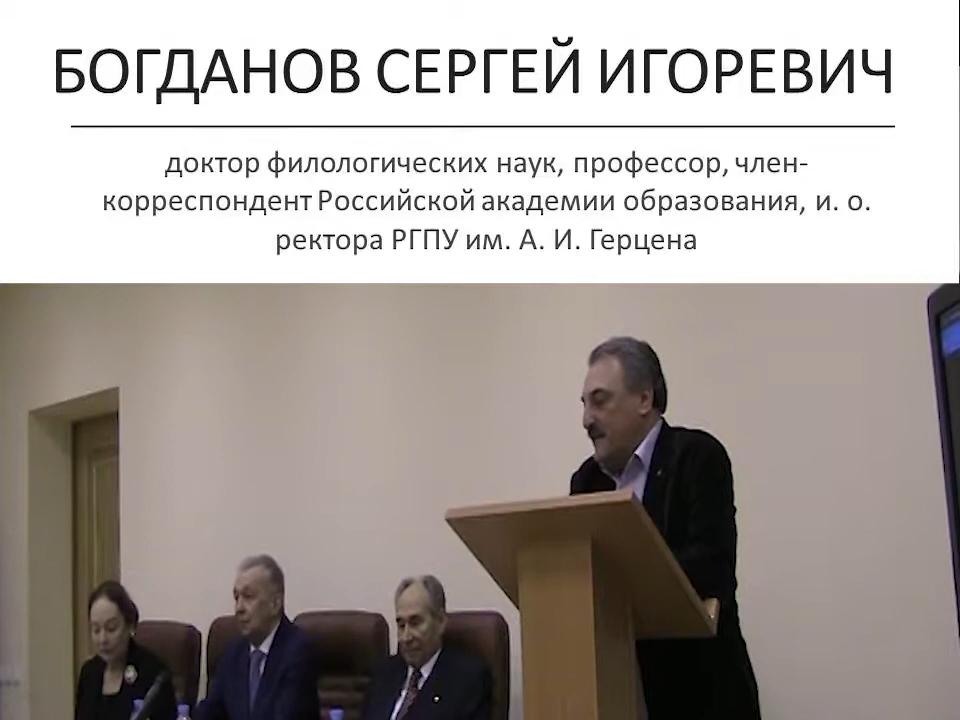 БОГДАНОВ СЕРГЕЙ ИГОРЕВИЧ
доктор филологических наук, профессор, член-
корреспондент Российской академии образования, и. о.
ректора РГПУ им. А. И. Герцена